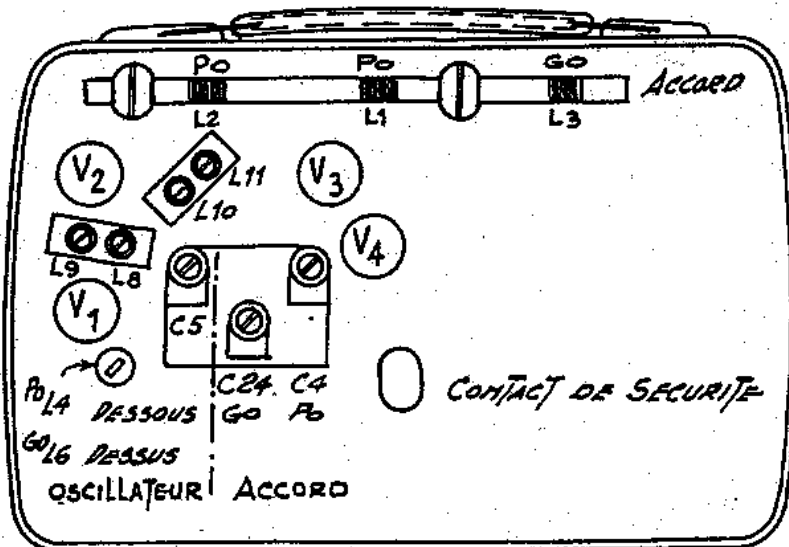 PO PO GO
ACCORD
L2 L1 L3
V2 L11 V3
L10
V4
L9 L8
V1 C5
PO L4 DESSOUS C24 C4
GO PO
CONTACT DE SECURITE
GO L6 DESSUS
OSCILLATEUR ACCORD